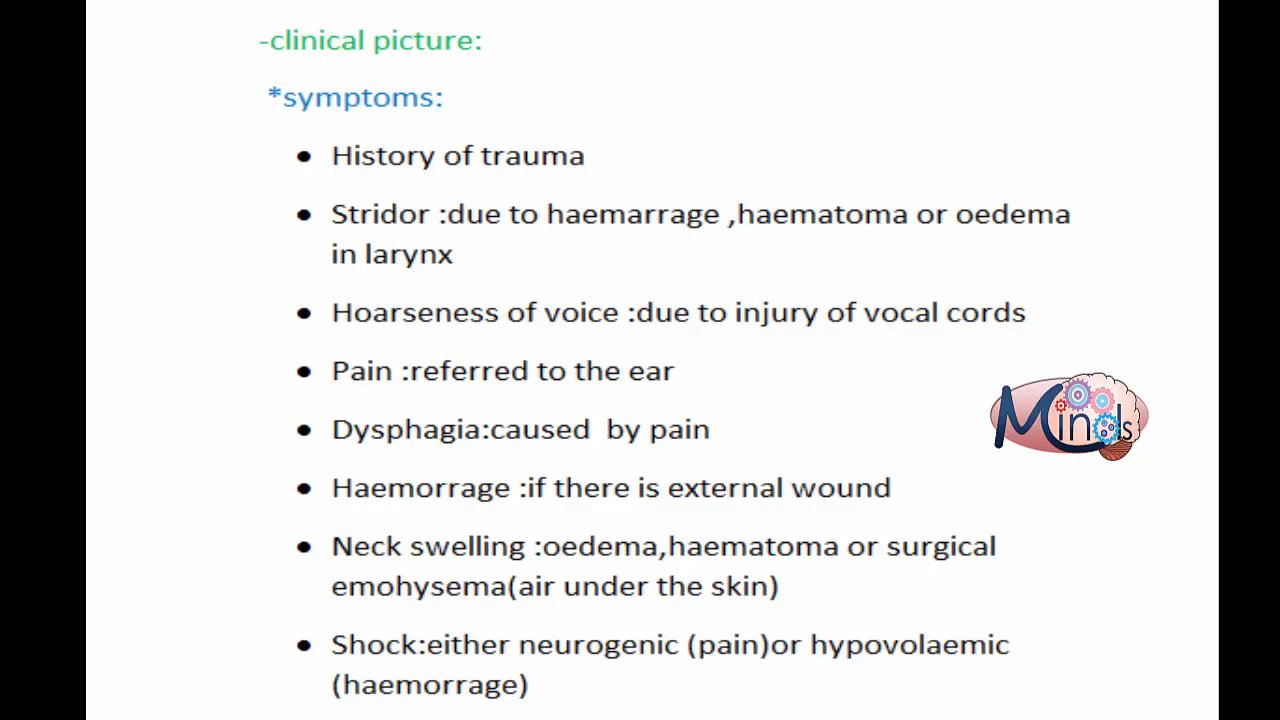 -clinical picture:
*symptoms:
• History of trauma
• Stridor :due to haemarrage ,haematoma or oedema
in larynx
• Hoarseness of voice :due to injury of vocal cords
• Pain :referred to the ear
• Dysphagia:caused  by pain
• Haemorrage :if there is external wound
• Neck swelling :oedema,haematoma or surgical
emohysema(air under the skin)
• Shock:either neurogenic (pain)or hypovolaemic
(haemorrage)
Minds